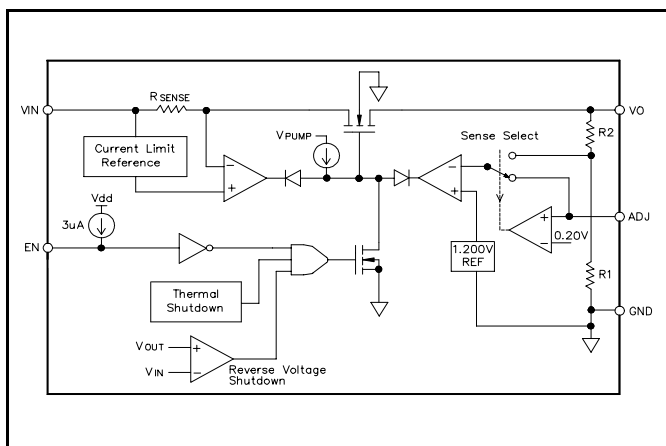 VIN
RSENSE
VO
R2
VPUMP
Sense Select
Current Limit
Reference
-
+
-
+
Vdd
3uA
+
-
0.20V
ADJ
EN
1.200V
REF
R1
Thermal
Shutdown
GND
VOUT
+
VIN
-
Reverse Voltage
Shutdown